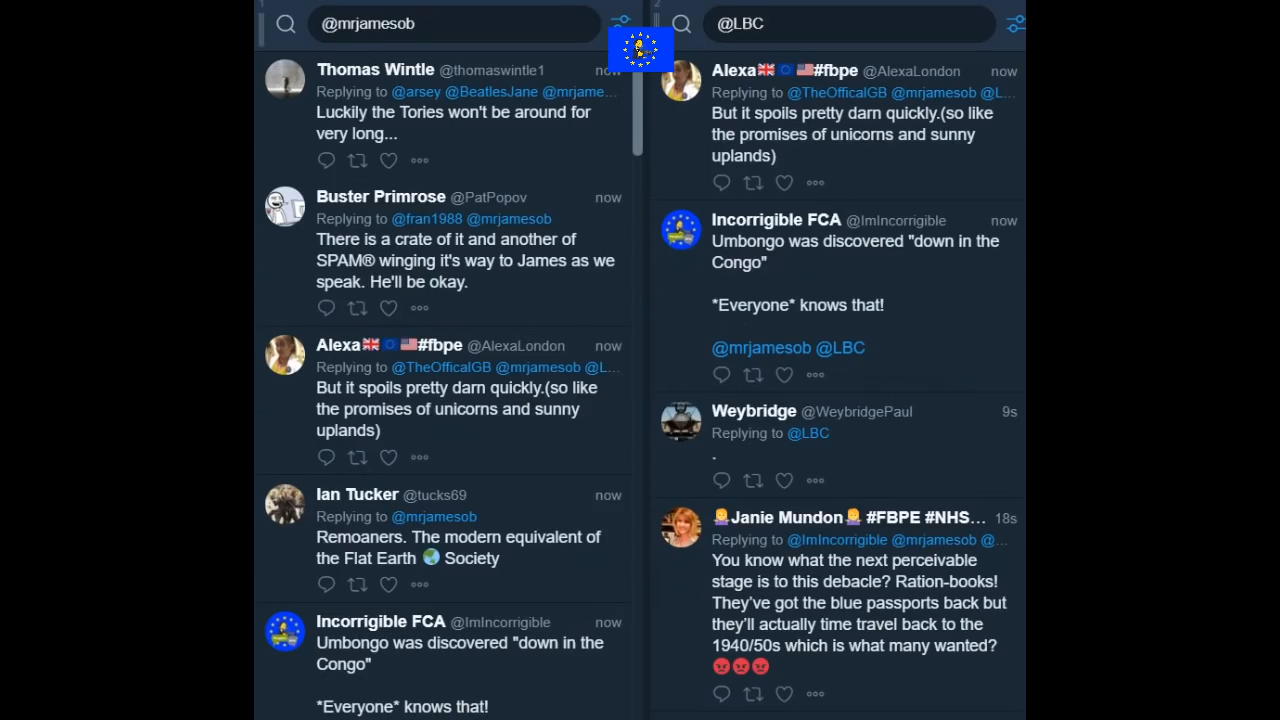 1
@mrjamesob
Thomas Wintle @thomaswintle1 now
Replying to @arsey @BeatlesJane @mrjame...
Luckily the Tories won't be around for
very long...
Buster Primrose @PatPopov now
Replying to @fran1988 @mrjamesob
There is a crate of it and another of
SPAM® winging it's way to James as we
speak. He'll be okay.
Alexa🇬🇧🇪🇺🇺🇸#fbpe @AlexaLondon now
Replying to @TheOfficalGB @mrjamesob @L...
But it spoils pretty darn quickly.(so like
the promises of unicorns and sunny
uplands)
Ian Tucker @tucks69 now
Replying to @mrjamesob
Remoaners. The modern equivalent of
the Flat Earth 🌏 Society
Incorrigible FCA @ImIncorrigible now
Umbongo was discovered "down in the
Congo"
*Everyone* knows that!
2
@LBC
Alexa🇬🇧🇪🇺🇺🇸#fbpe @AlexaLondon now
Replying to @TheOfficalGB @mrjamesob @L...
But it spoils pretty darn quickly.(so like
the promises of unicorns and sunny
uplands)
Incorrigible FCA @ImIncorrigible now
Umbongo was discovered "down in the
Congo"
*Everyone* knows that!
@mrjamesob @LBC
Weybridge @WeybridgePaul 9s
Replying to @LBC
.
🤷‍♀️Janie Mundon🤷‍♀️ #FBPE #NHS... 18s
Replying to @ImIncorrigible @mrjamesob @...
You know what the next perceivable
stage is to this debacle? Ration-books!
They've got the blue passports back but
they'll actually time travel back to the
1940/50s which is what many wanted?
😡😡😡